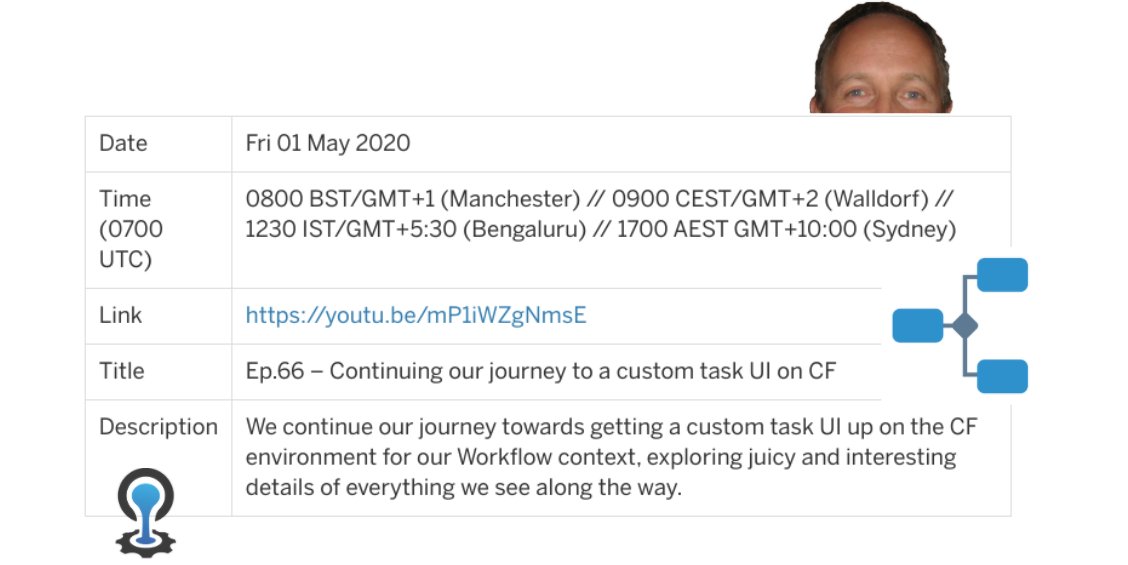 Date
Fri 01 May 2020
Time
(0700
UTC)
0800 BST/GMT+1 (Manchester) // 0900 CEST/GMT+2 (Walldorf) //
1230 IST/GMT+5:30 (Bengaluru) // 1700 AEST GMT+10:00 (Sydney)
Link
https://youtu.be/mP1iWZgNmsE
Title
Ep.66 – Continuing our journey to a custom task UI on CF
Description
We continue our journey towards getting a custom task UI up on the CF
environment for our Workflow context, exploring juicy and interesting
details of everything we see along the way.